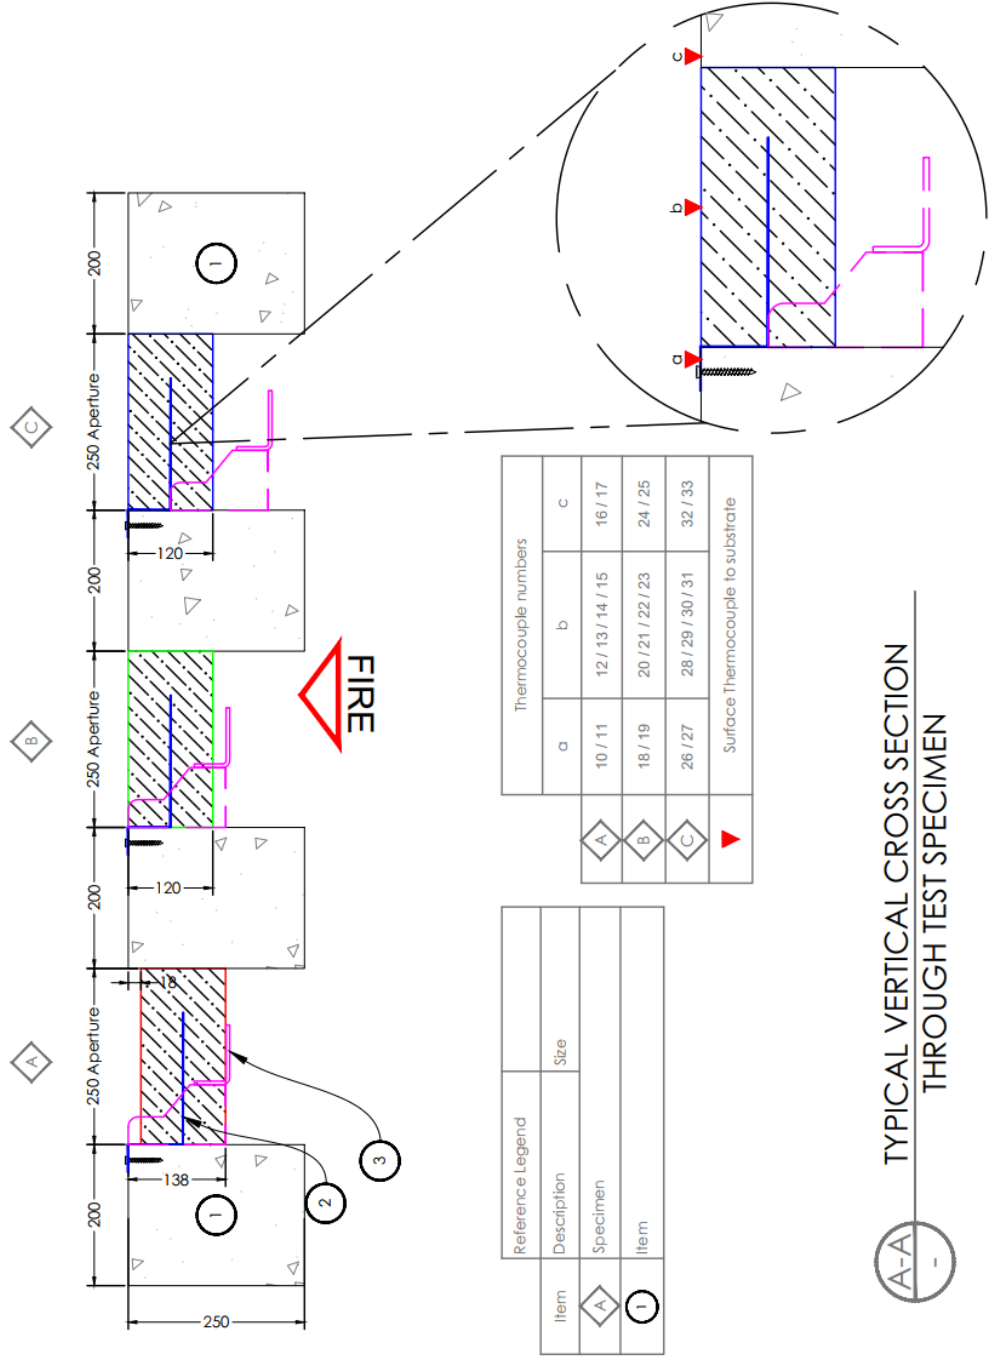 A
B
C
200
250 Aperture
200
250 Aperture
200
250 Aperture
200
250
138
18
120
120
1
2
3
1
FIRE
a
b
c
Reference Legend
Item
Description
Size
A
Specimen
1
Item
Thermocouple numbers
a
b
c
A
10 / 11
12 / 13 / 14 / 15
16 / 17
B
18 / 19
20 / 21 / 22 / 23
24 / 25
C
26 / 27
28 / 29 / 30 / 31
32 / 33
Surface Thermocouple to substrate
A-A
-
TYPICAL VERTICAL CROSS SECTION
THROUGH TEST SPECIMEN